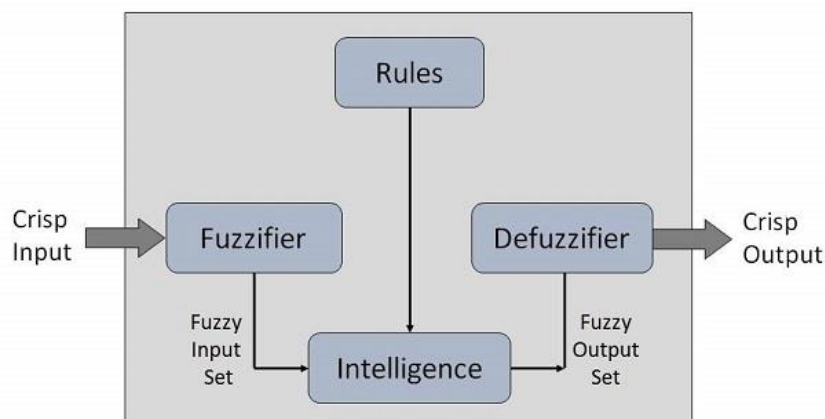 Rules
Crisp
Input
Fuzzifier
Defuzzifier
Crisp
Output
Fuzzy
Input
Set
Intelligence
Fuzzy
Output
Set